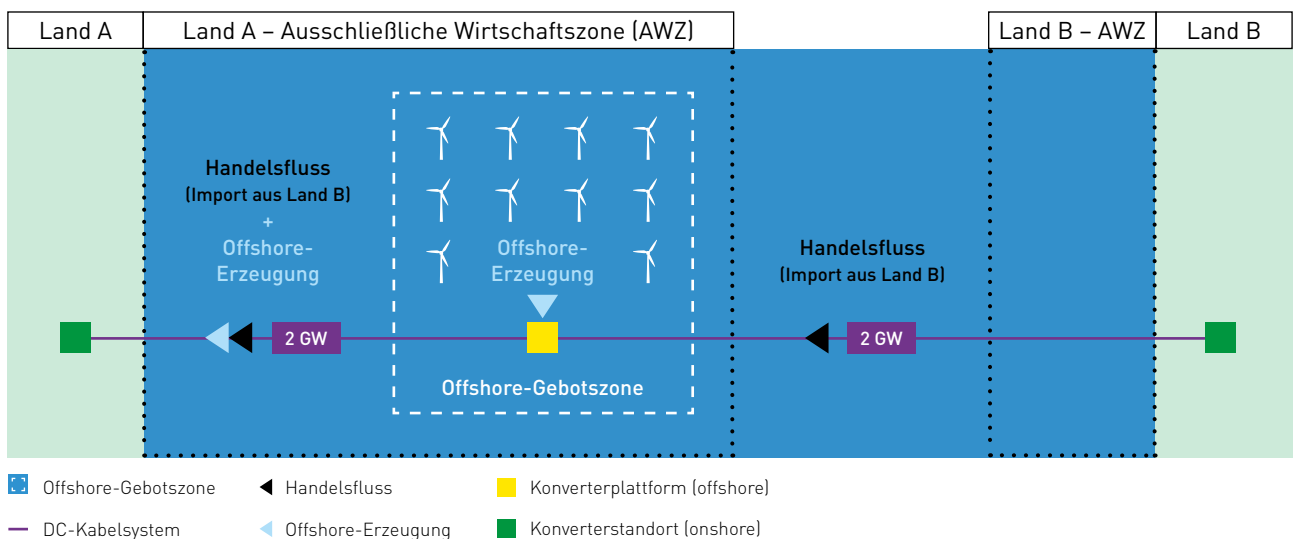 Land A
Land A – Ausschließliche Wirtschaftszone (AWZ)
Land B – AWZ
Land B
Handelsfluss
(Import aus Land B)
+
Offshore-
Erzeugung
Offshore-
Erzeugung
Handelsfluss
(Import aus Land B)
2 GW
2 GW
Offshore-Gebotszone
Offshore-Gebotszone
Handelsfluss
Konverterplattform (offshore)
DC-Kabelsystem
Offshore-Erzeugung
Konverterstandort (onshore)